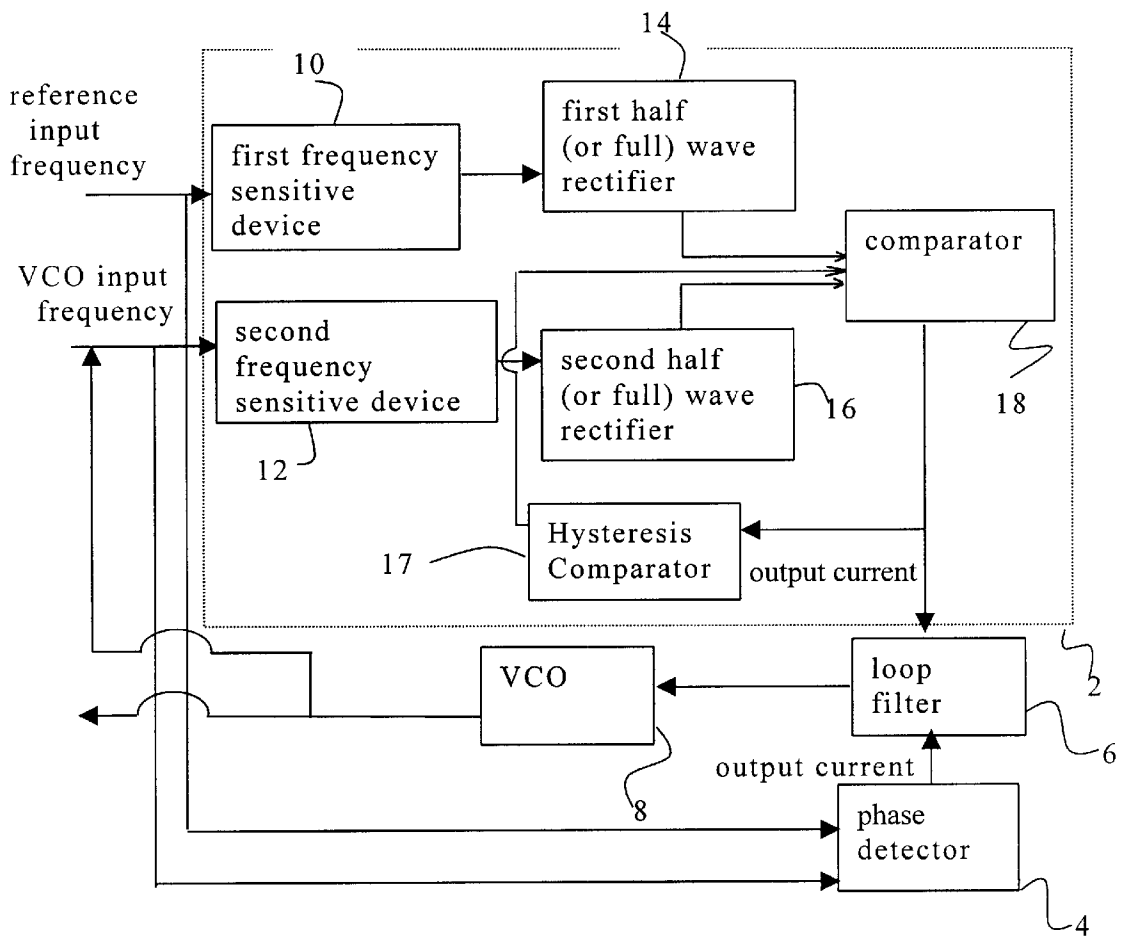 14
10
reference
input
frequency
first half
(or full) wave
rectifier
first frequency
sensitive
device
comparator
VCO input
frequency
second
frequency
sensitive device
second half
(or full) wave
rectifier
16
18
12
Hysteresis
Comparator
17
output current
VCO
loop
filter
2
6
output current
8
phase
detector
4